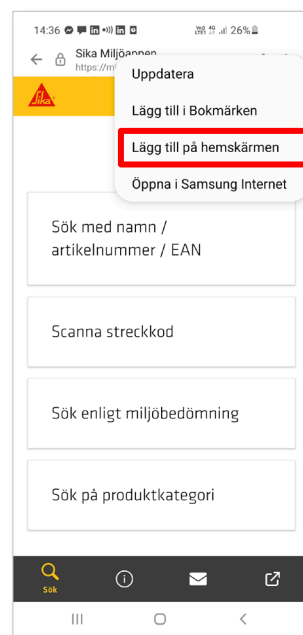 14:36 26%
Sika Miljöappen
https://m
Uppdatera
Lägg till i Bokmärken
Lägg till på hemskärmen
Öppna i Samsung Internet
Sika
Sök med namn /
artikelnummer / EAN
Scanna streckkod
Sök enligt miljöbedömning
Sök på produktkategori
Sök